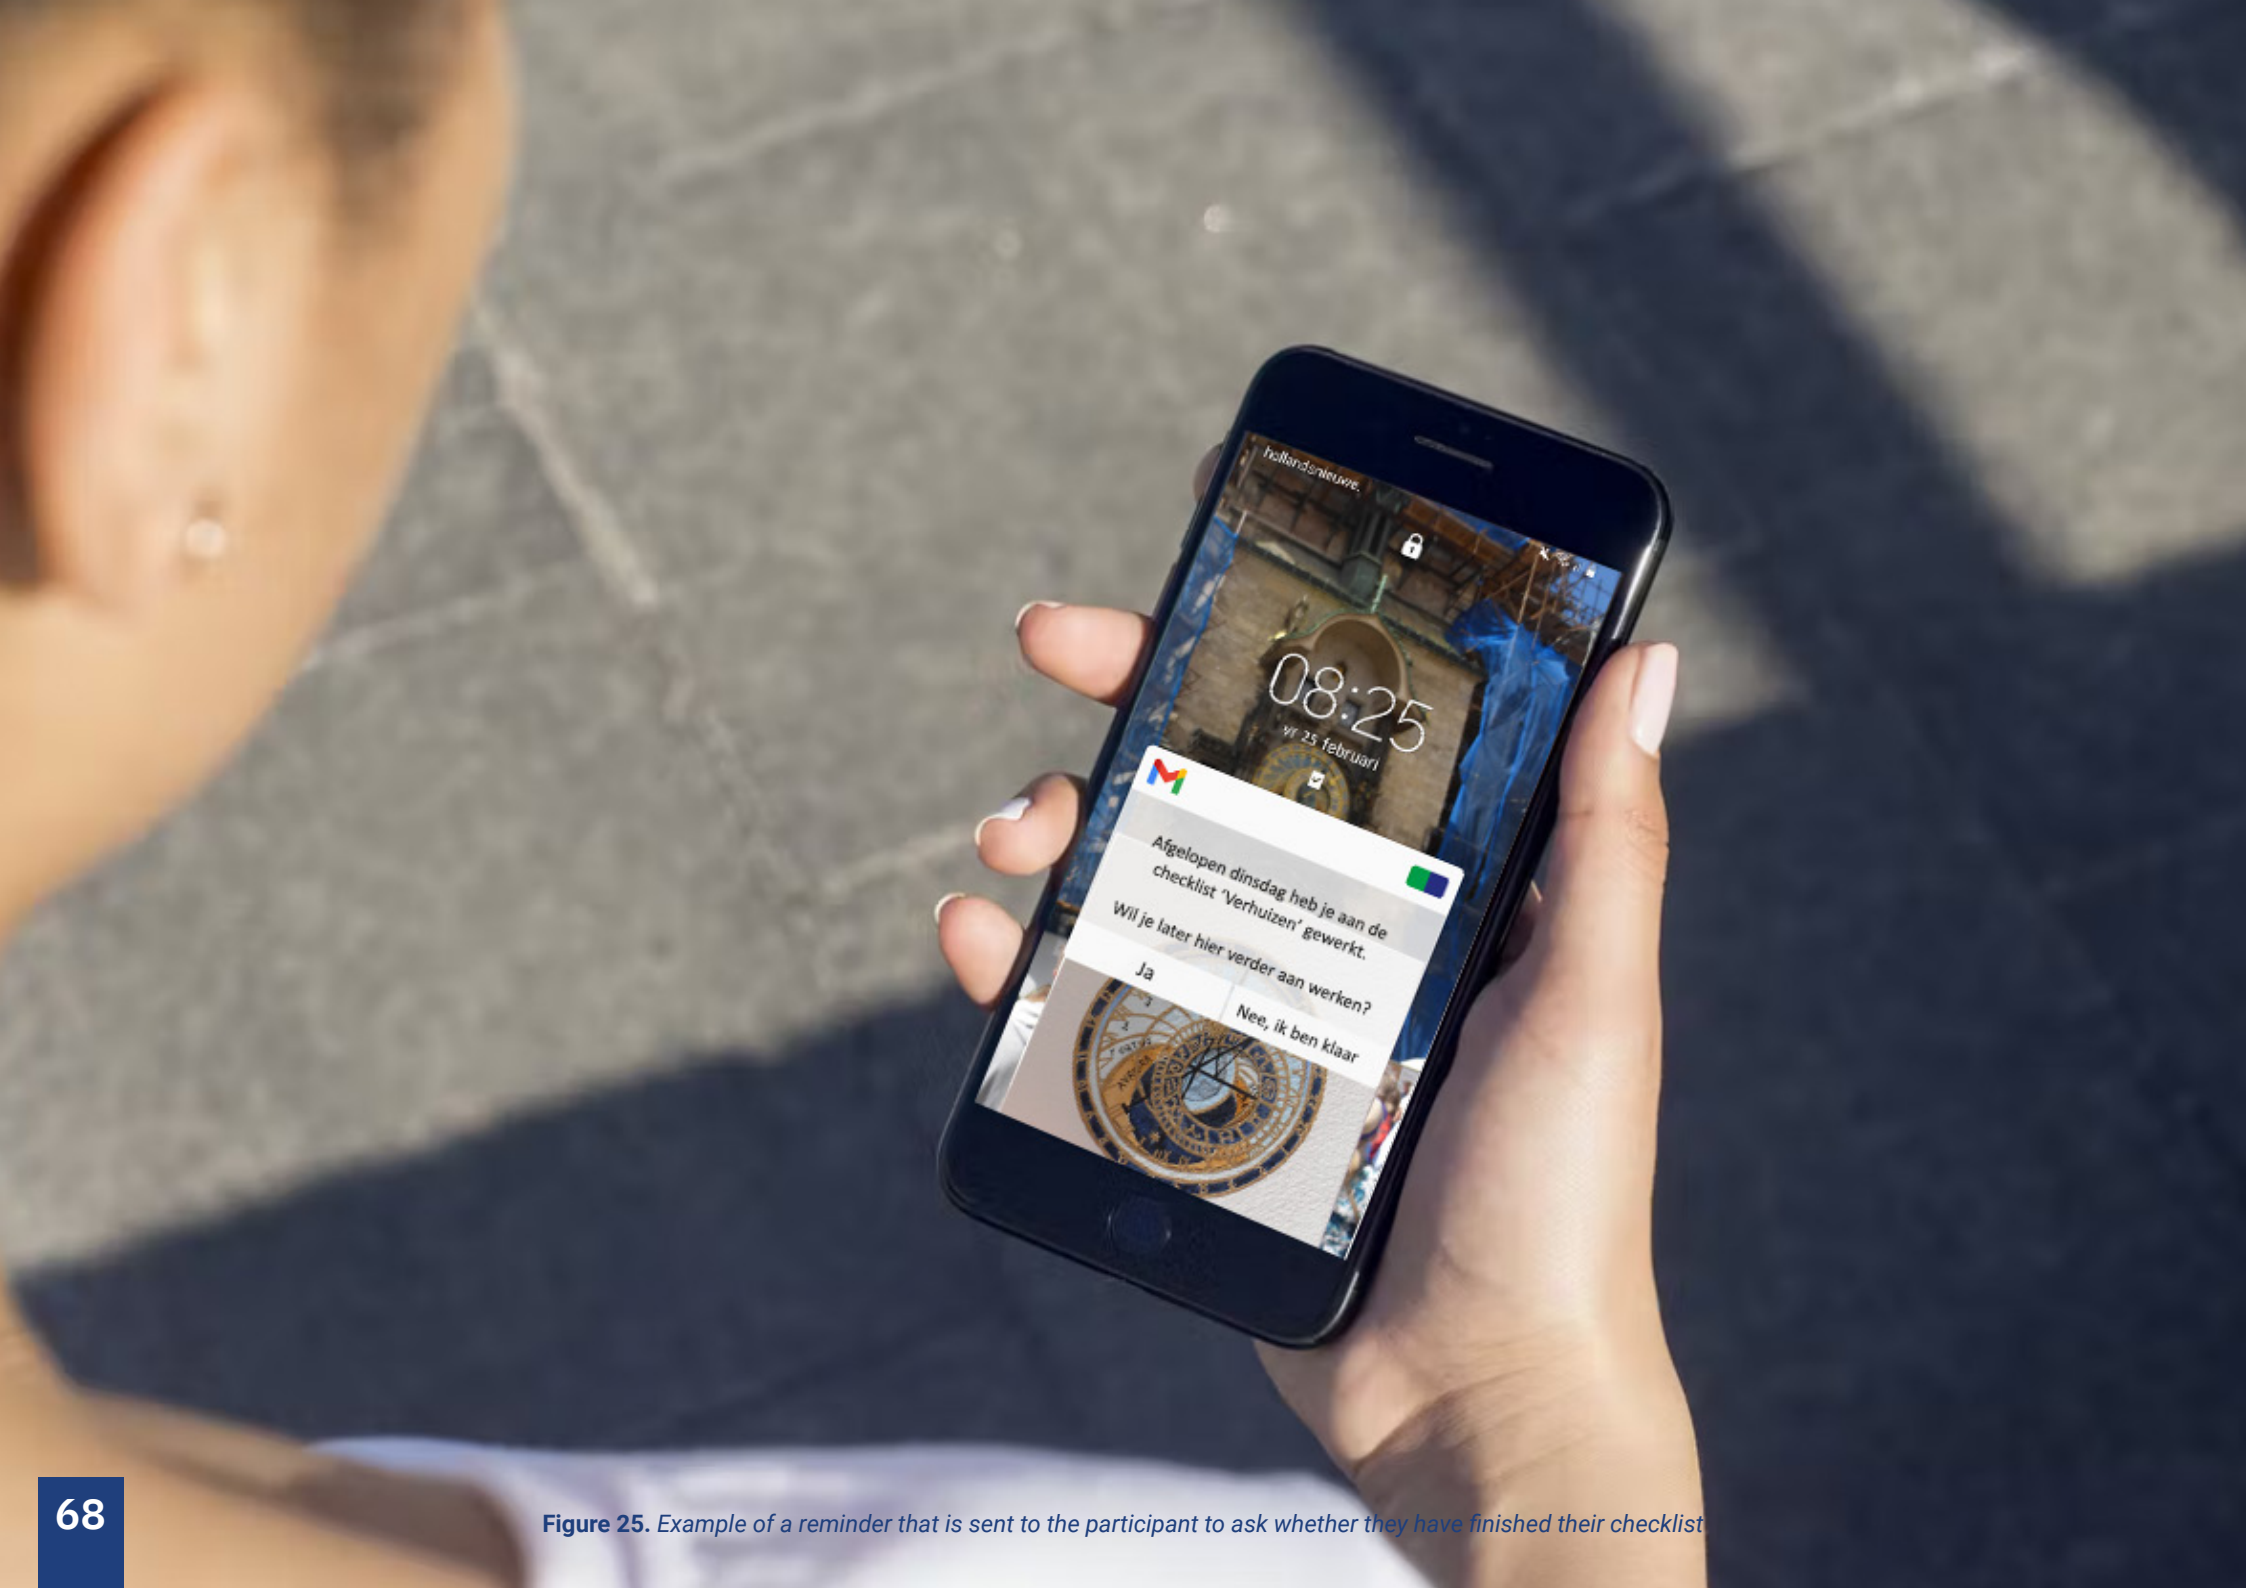 hollandsnieuwe.
08:25
vr 25 februari
Afgelopen dinsdag heb je aan de
checklist ‘Verhuizen’ gewerkt.
Wil je later hier verder aan werken?
Ja
Nee, ik ben klaar
68
Figure 25. Example of a reminder that is sent to the participant to ask whether they have finished their checklist